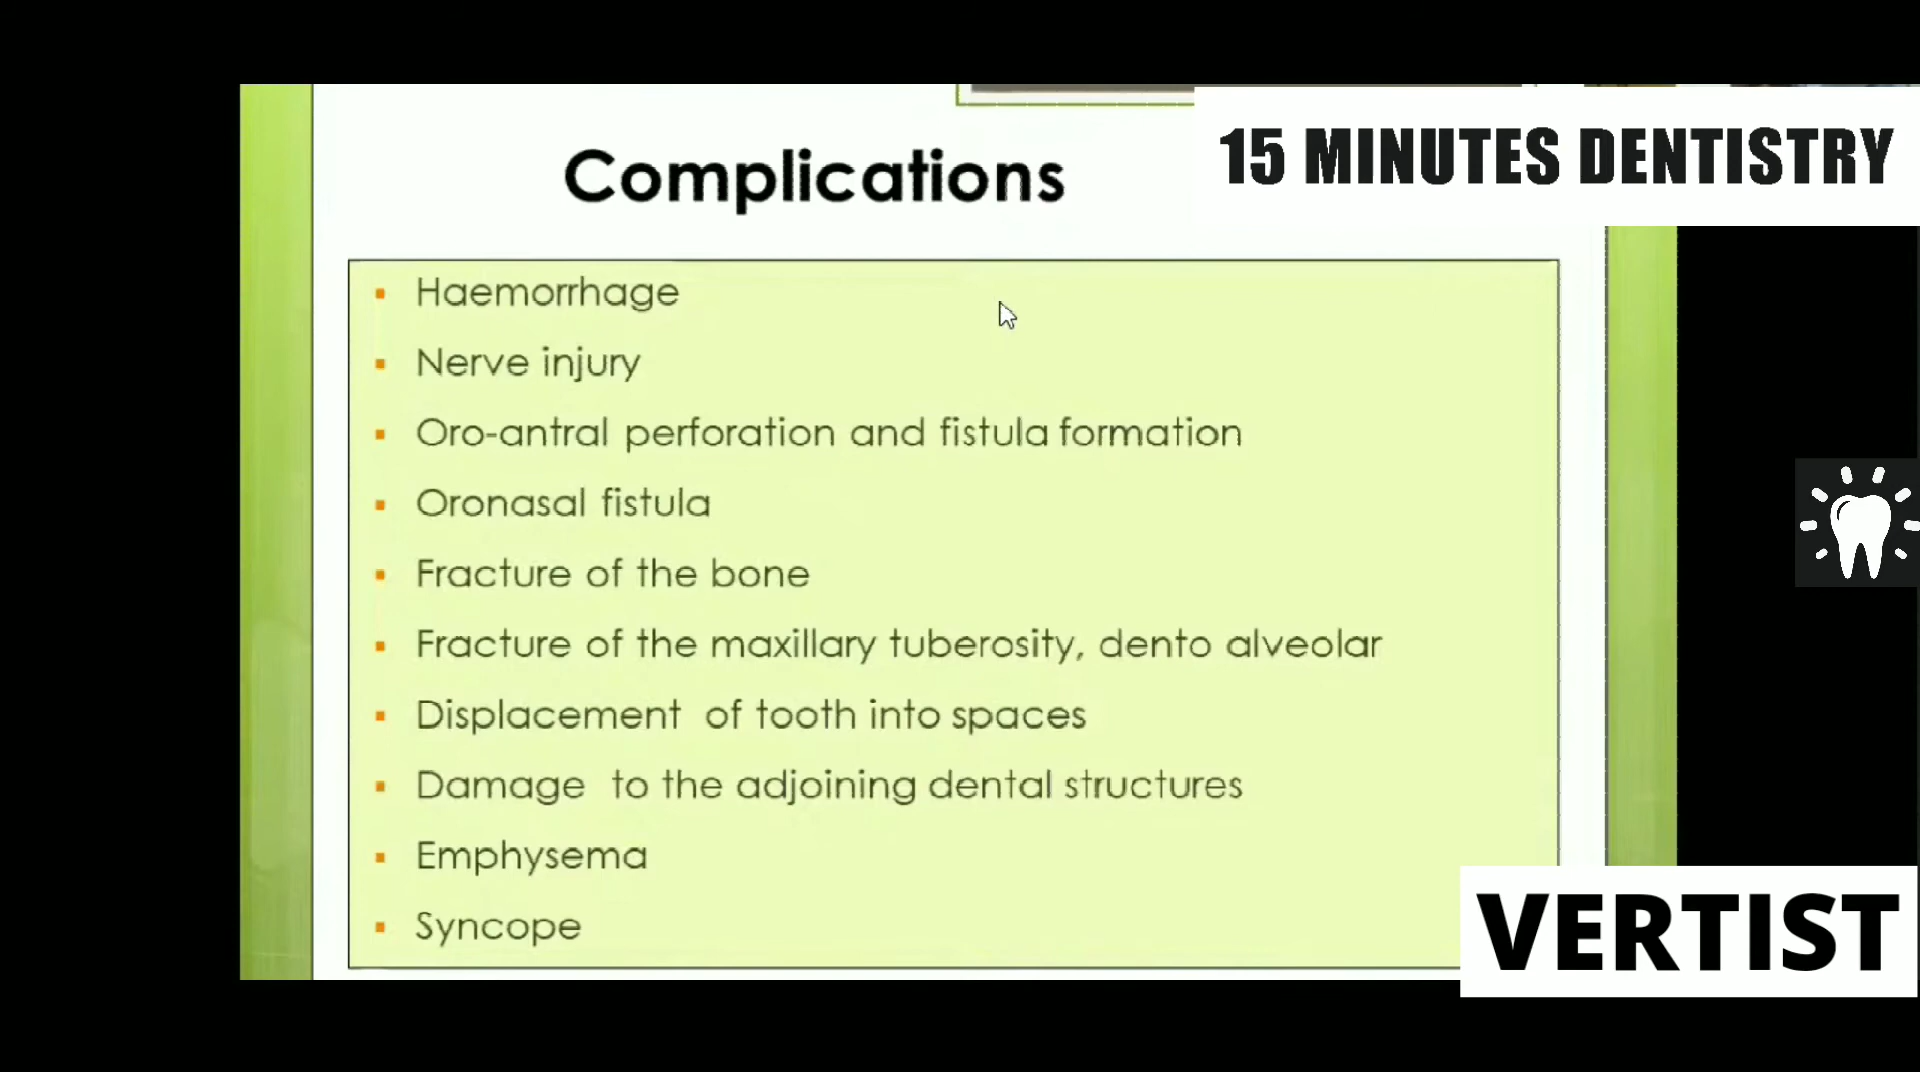 15 MINUTES DENTISTRY
Complications
Haemorrhage
Nerve injury
Oro-antral perforation and fistula formation
Oronasal fistula
Fracture of the bone
Fracture of the maxillary tuberosity, dento alveolar
Displacement of tooth into spaces
Damage to the adjoining dental structures
Emphysema
Syncope
VERTIST